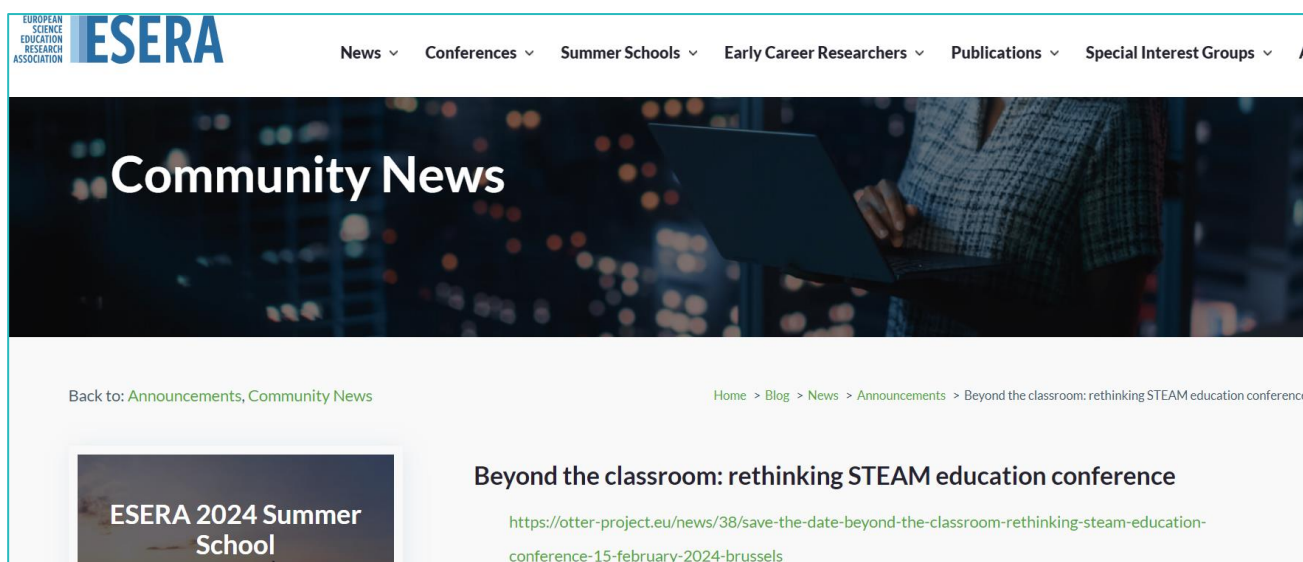 EUROPEAN
SCIENCE
EDUCATION
RESEARCH
ASSOCIATION
ESERA
News Conferences Summer Schools Early Career Researchers Publications Special Interest Groups A
Community News
Back to: Announcements, Community News
Home > Blog > News > Announcements > Beyond the classroom: rethinking STEAM education conference
ESERA 2024 Summer
School
Beyond the classroom: rethinking STEAM education conference
https://otter-project.eu/news/38/save-the-date-beyond-the-classroom-rethinking-steam-education-
conference-15-february-2024-brussels